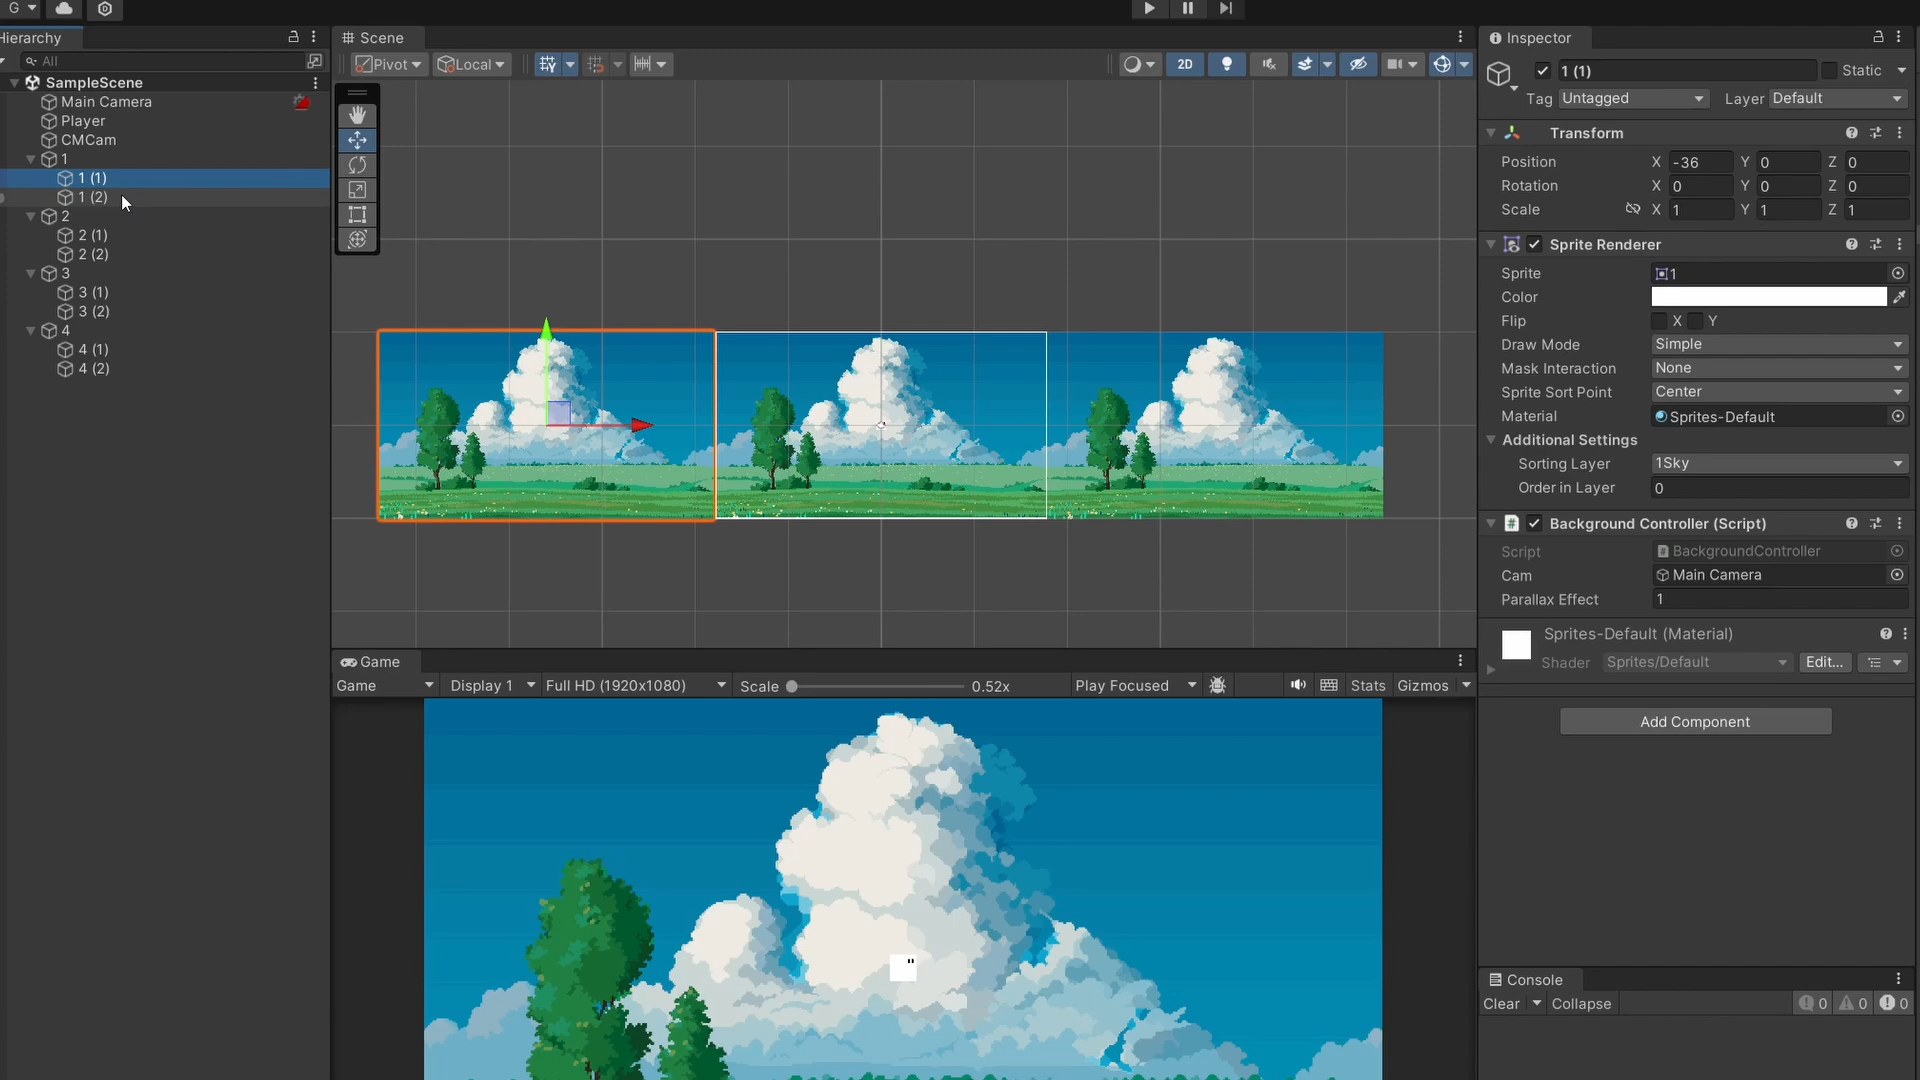 G
Hierarchy
All
SampleScene
Main Camera
Player
CMCam
1
1 (1)
1 (2)
2
2 (1)
2 (2)
3
3 (1)
3 (2)
4
4 (1)
4 (2)
Scene
Pivot
Local
2D
Game
Game
Display 1
Full HD (1920x1080)
Scale
0.52x
Play Focused
Stats
Gizmos
Inspector
1 (1)
Static
Tag Untagged
Layer Default
Transform
Position X -36 Y 0 Z 0
Rotation X 0 Y 0 Z 0
Scale X 1 Y 1 Z 1
Sprite Renderer
Sprite 1
Color
Flip X Y
Draw Mode Simple
Mask Interaction None
Sprite Sort Point Center
Material Sprites-Default
Additional Settings
Sorting Layer 1Sky
Order in Layer 0
Background Controller (Script)
Script BackgroundController
Cam Main Camera
Parallax Effect 1
Sprites-Default (Material)
Shader Sprites/Default Edit...
Add Component
Console
Clear Collapse 0 0 0